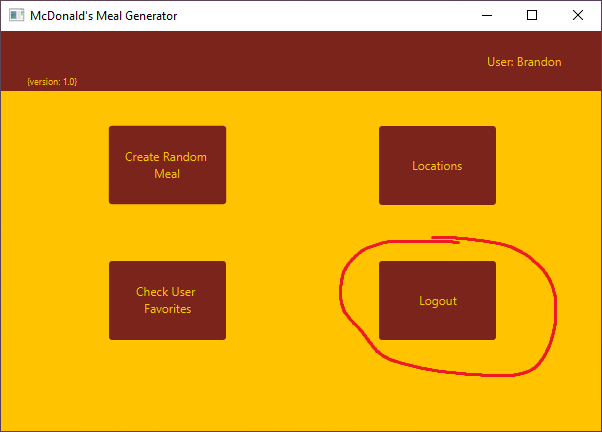 McDonald's Meal Generator
User: Brandon
{version: 1.0}
Create Random
Meal
Locations
Check User
Favorites
Logout